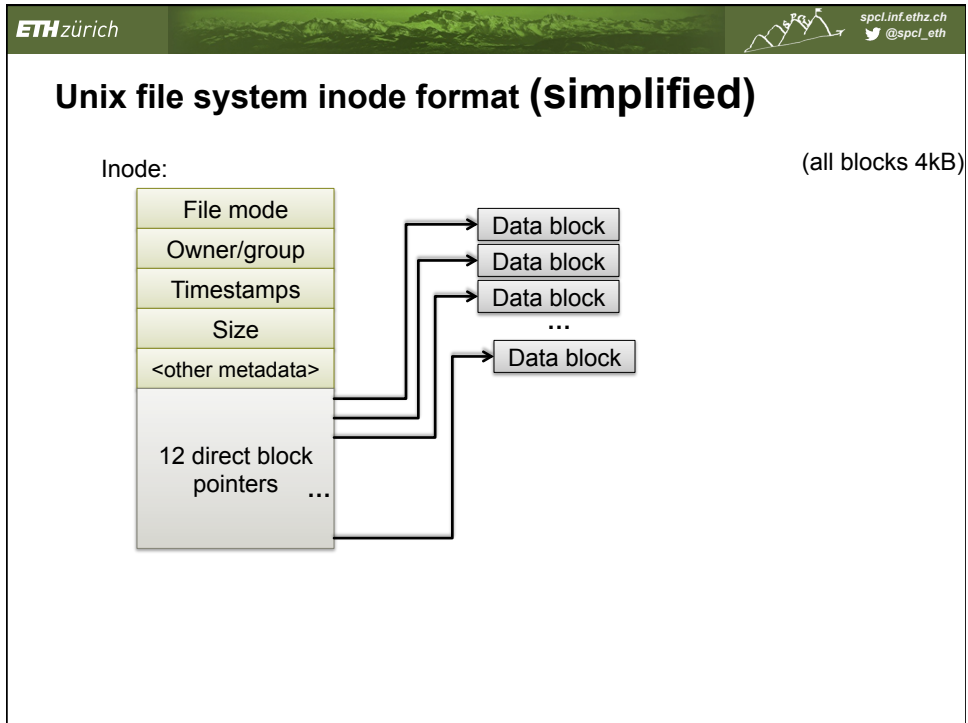 ETH zürich
spcl.inf.ethz.ch
@spcl_eth
Unix file system inode format (simplified)
(all blocks 4kB)
Inode:
File mode
Owner/group
Timestamps
Size
<other metadata>
12 direct block
pointers ...
Data block
Data block
Data block
...
Data block